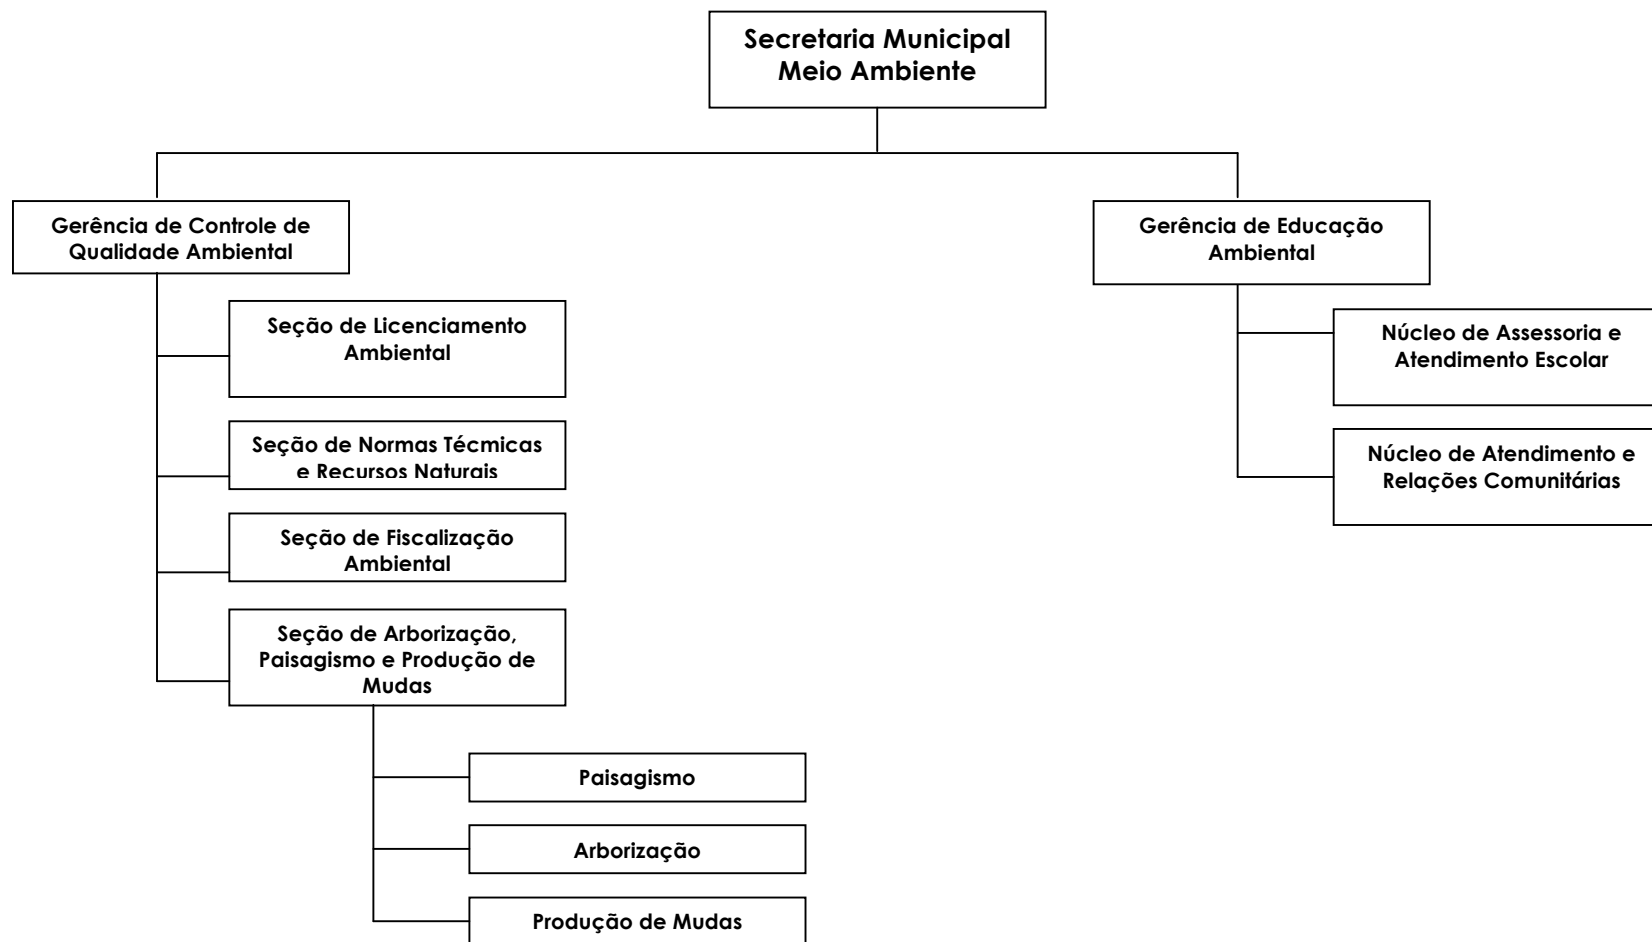 Secretaria Municipal
Meio Ambiente
Gerência de Controle de
Qualidade Ambiental
Gerência de Educação
Ambiental
Seção de Licenciamento
Ambiental
Núcleo de Assessoria e
Atendimento Escolar
Seção de Normas Técmicas
e Recursos Naturais
Núcleo de Atendimento e
Relações Comunitárias
Seção de Fiscalização
Ambiental
Seção de Arborização,
Paisagismo e Produção de
Mudas
Paisagismo
Arborização
Produção de Mudas